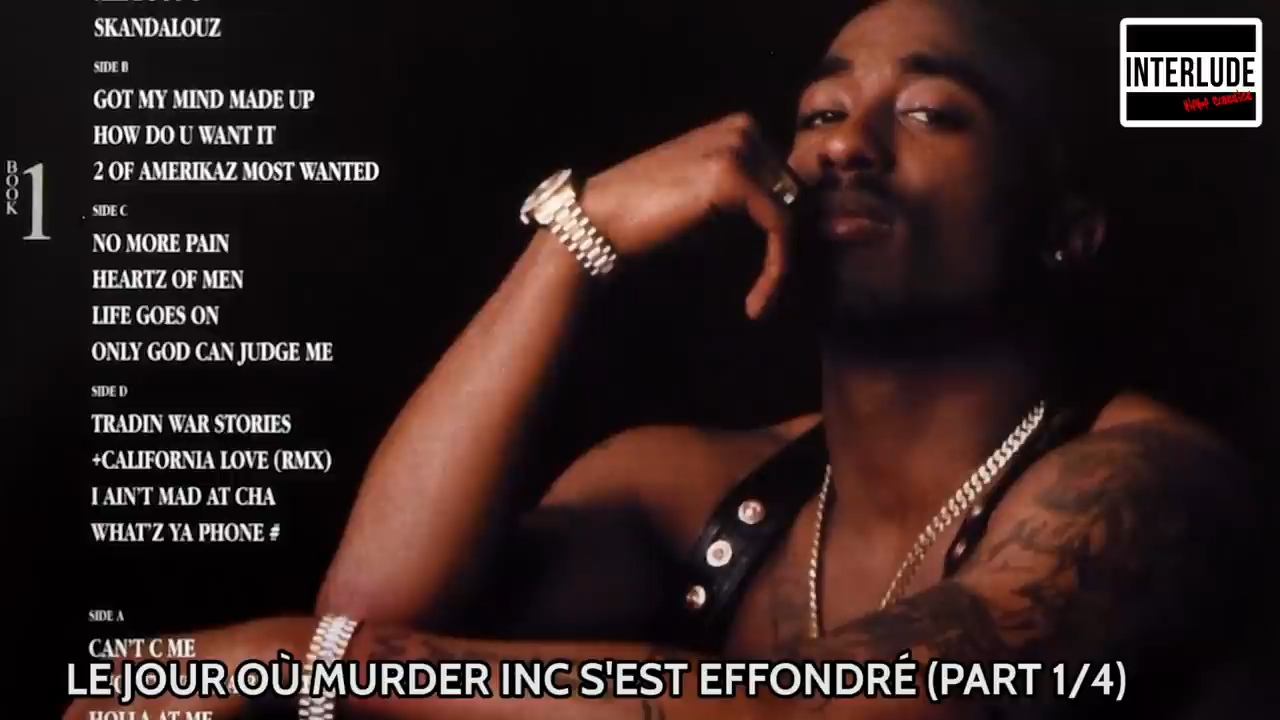 SKANDALOUZ
SIDE B
GOT MY MIND MADE UP
HOW DO U WANT IT
2 OF AMERIKAZ MOST WANTED
BOOK 1
SIDE C
NO MORE PAIN
HEARTZ OF MEN
LIFE GOES ON
ONLY GOD CAN JUDGE ME
SIDE D
TRADIN WAR STORIES
+CALIFORNIA LOVE (RMX)
I AIN'T MAD AT CHA
WHAT'Z YA PHONE #
SIDE A
CAN'T C ME
HOLLA AT ME
INTERLUDE
LE JOUR OÙ MURDER INC S'EST EFFONDRÉ (PART 1/4)